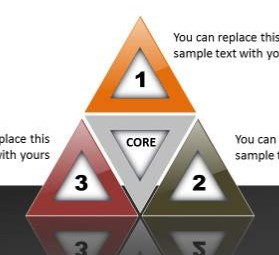 You can replace this
sample text with yo
1
CORE
place this
with yours
3
2
You can
sample t